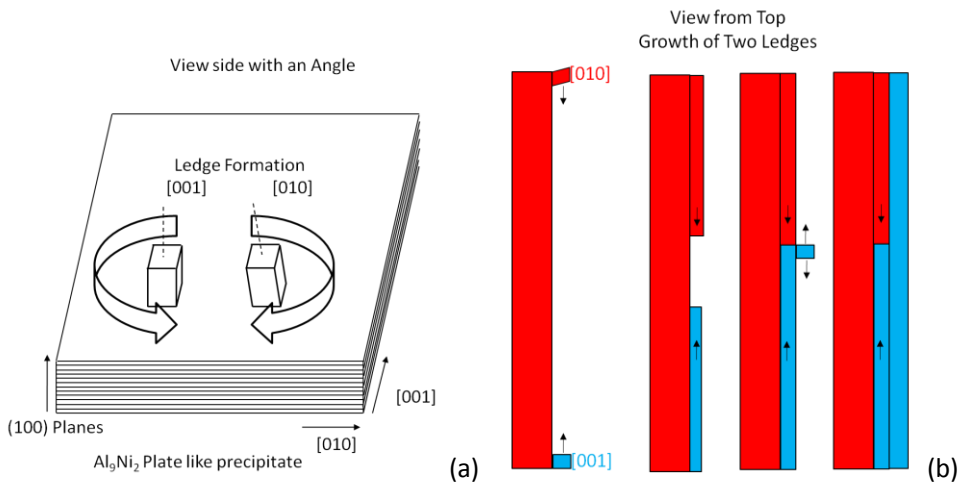 View side with an Angle
Ledge Formation
[001] [010]
[001]
(100) Planes
[010]
Al₉Ni₂ Plate like precipitate
(a)
View from Top
Growth of Two Ledges
[010]
[001]
(b)